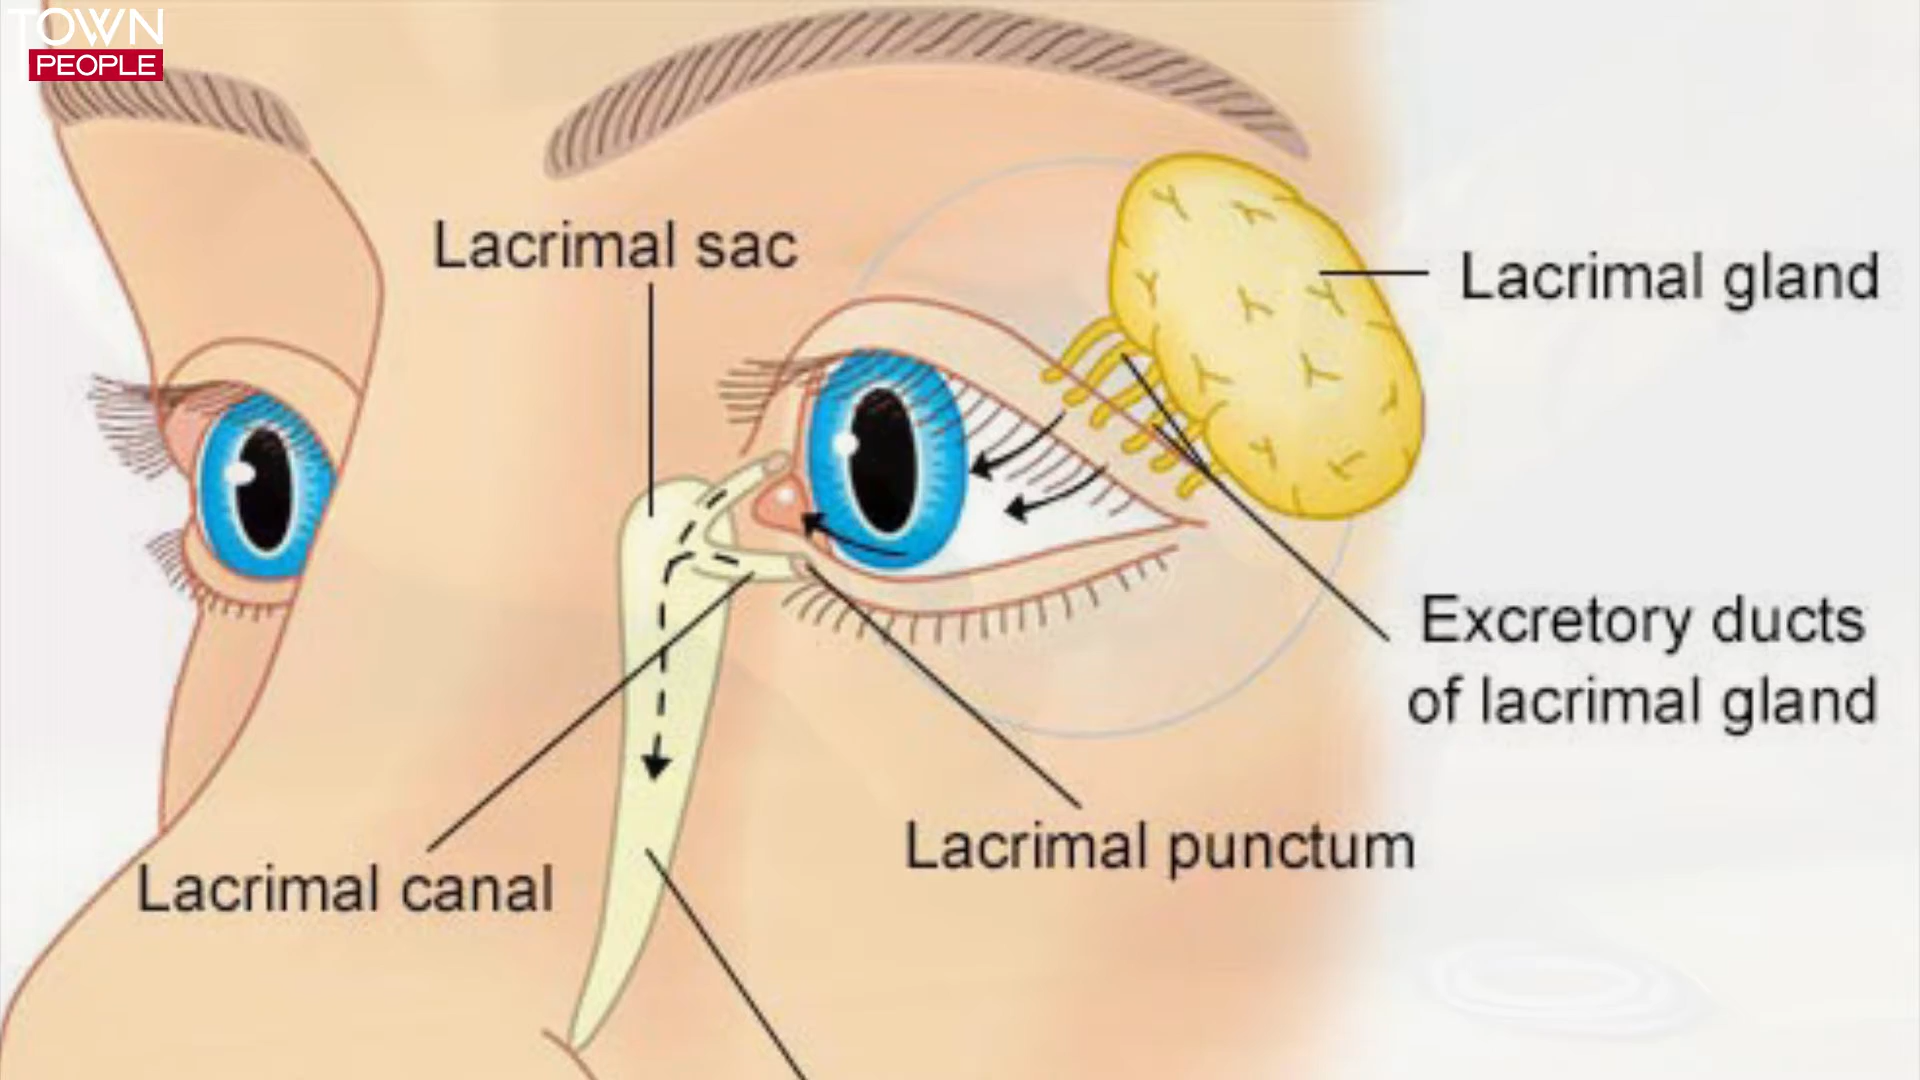 TOWN
PEOPLE
Lacrimal sac
Lacrimal gland
Excretory ducts
of lacrimal gland
Lacrimal punctum
Lacrimal canal